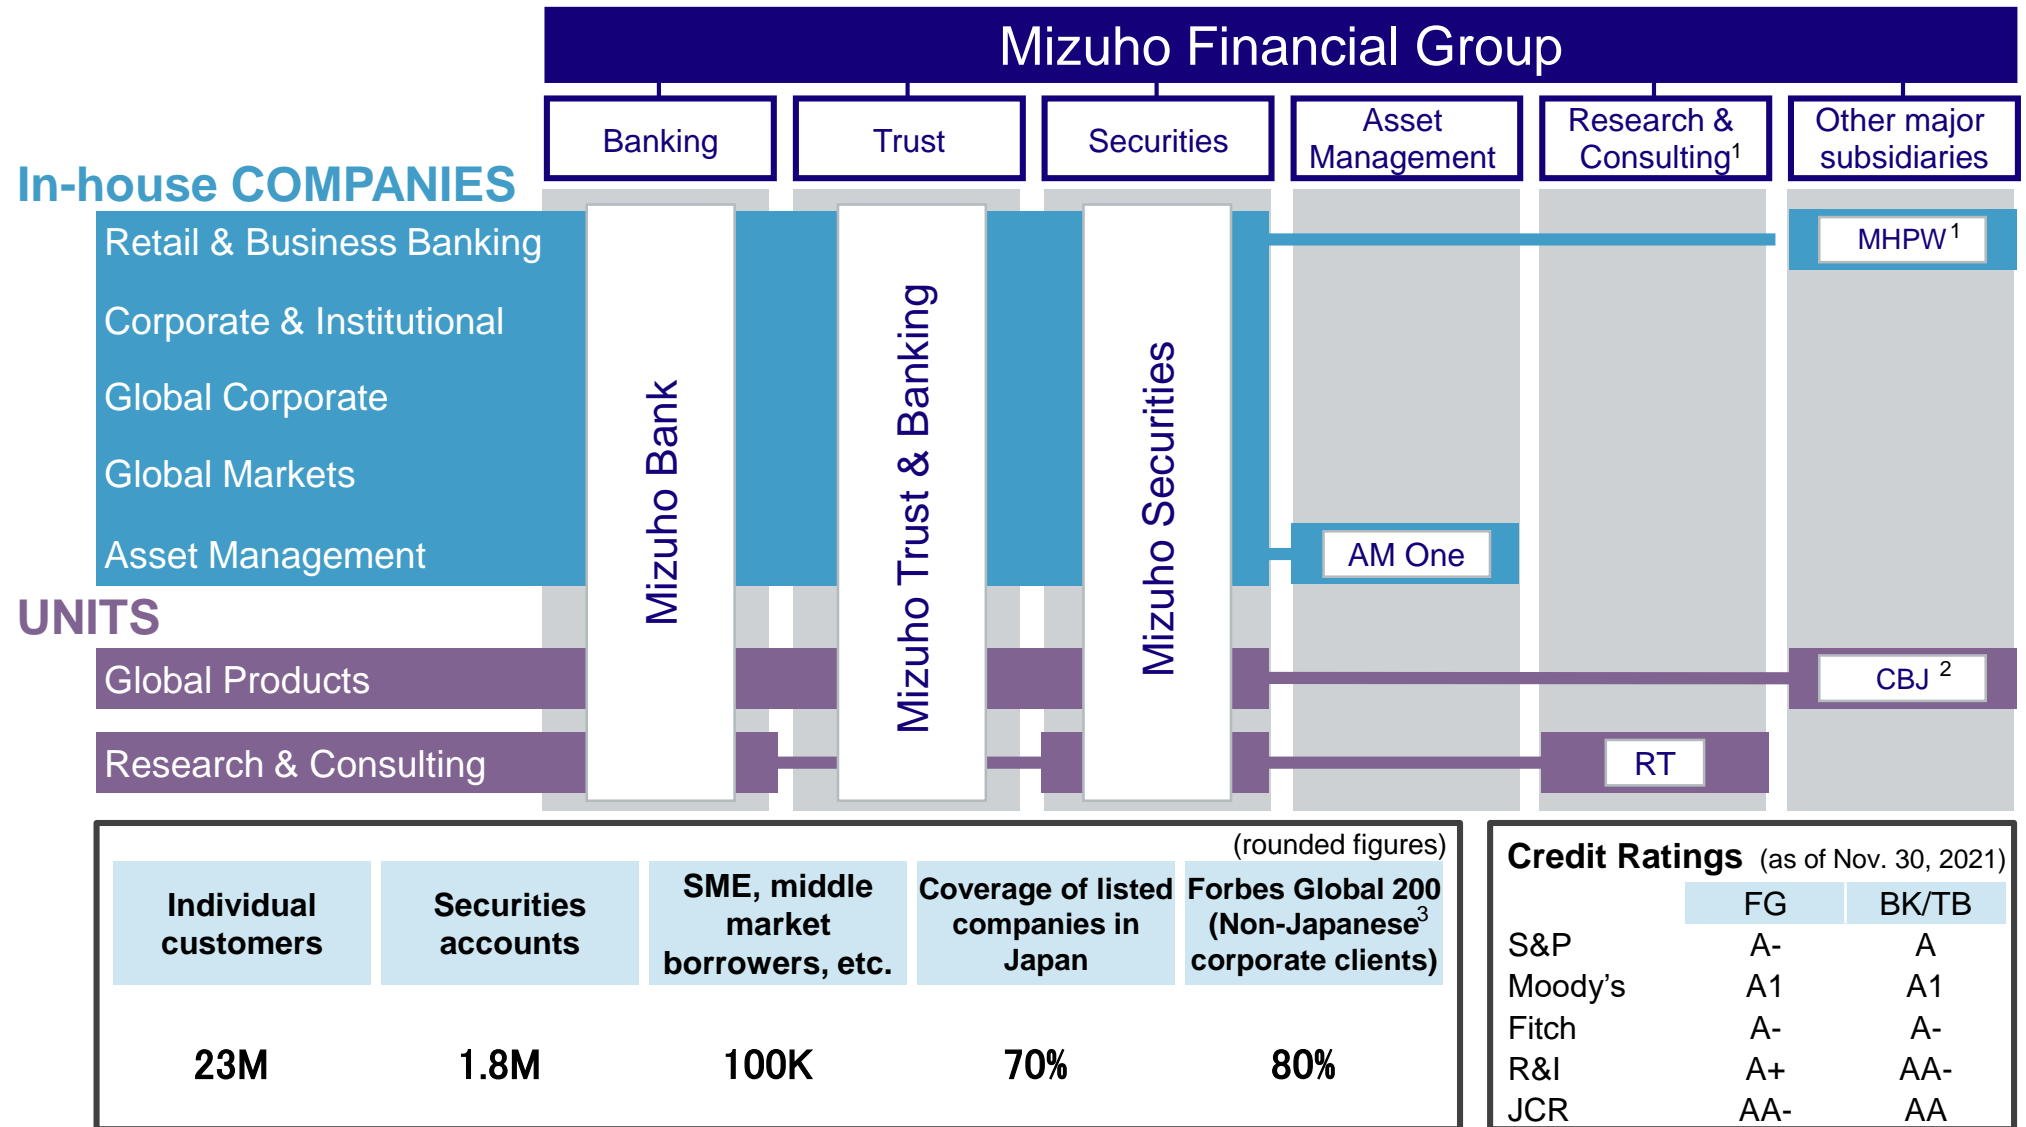 Mizuho Financial Group
Banking
Trust
Securities
Asset
Management
Research &
Consulting1
Other major
subsidiaries
In-house COMPANIES
Retail & Business Banking
Corporate & Institutional
Global Corporate
Global Markets
Asset Management
Mizuho Bank
Mizuho Trust & Banking
Mizuho Securities
MHPW1
AM One
UNITS
Global Products
Research & Consulting
CBJ 2
RT
(rounded figures)
Individual
customers
Securities
accounts
SME, middle
market
borrowers, etc.
Coverage of listed
companies in
Japan
Forbes Global 200
(Non-Japanese3
corporate clients)
23M 1.8M 100K 70% 80%
Credit Ratings (as of Nov. 30, 2021)
FG BK/TB
S&P A- A
Moody’s A1 A1
Fitch A- A-
R&I A+ AA-
JCR AA- AA